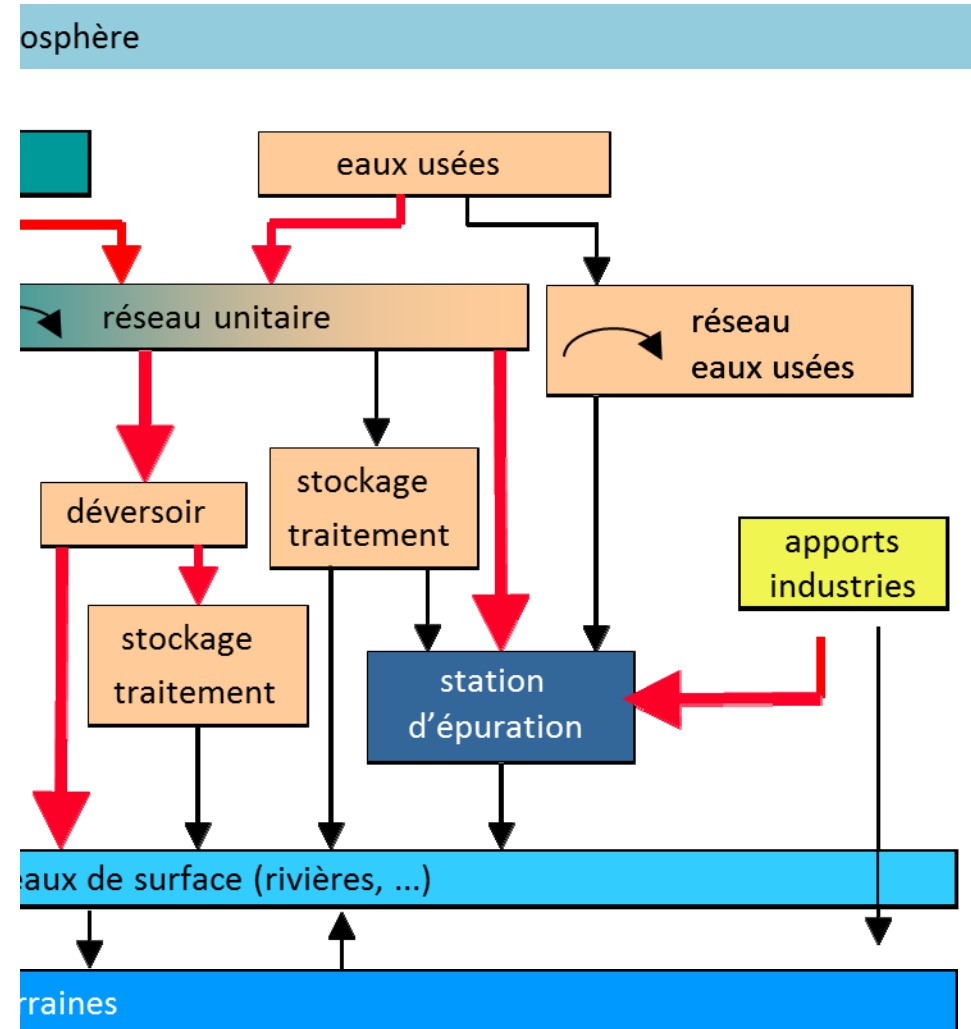 osphère
eaux usées
réseau unitaire
réseau
eaux usées
stockage
traitement
déversoir
apports
industries
stockage
traitement
station
d'épuration
eaux de surface (rivières, ...)
rraines